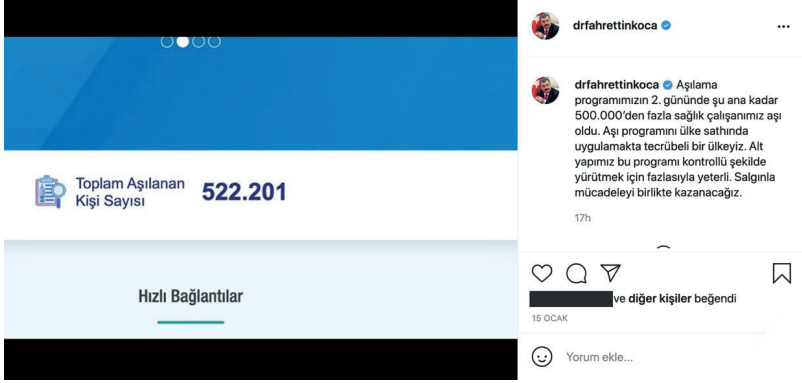 drfahrettinkoca
Toplam Aşılanan
Kişi Sayısı
522.201
Hızlı Bağlantılar
drfahrettinkoca Aşılama
programımızın 2. gününde şu ana kadar
500.000'den fazla sağlık çalışanımız aşı
oldu. Aşı programını ülke sathında
uygulamakta tecrübeli bir ülkeyiz. Alt
yapımız bu programı kontrollü şekilde
yürütmek için fazlasıyla yeterli. Salgınla
mücadeleyi birlikte kazanacağız.
17h
ve diğer kişiler beğendi
15 OCAK
Yorum ekle...